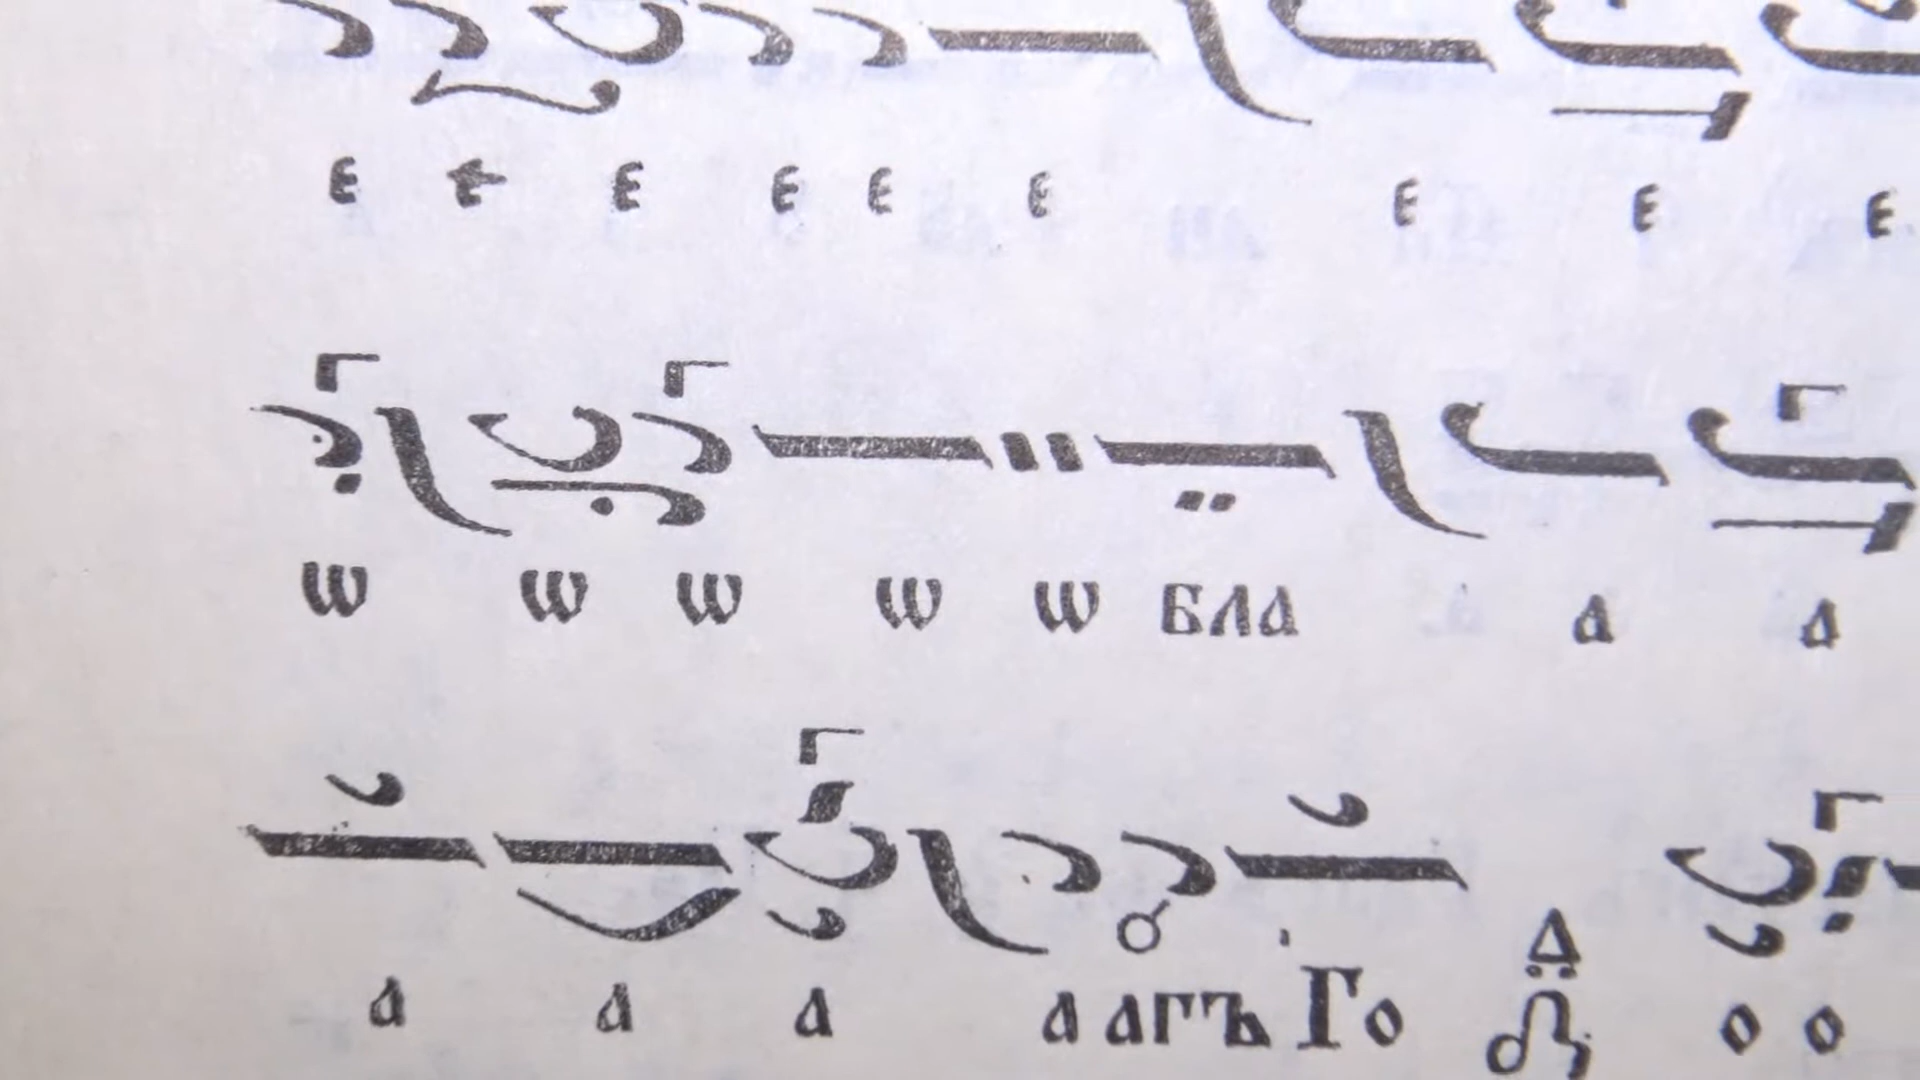 є є є є є є є є є
ѡ ѡ ѡ ѡ ѡ бла а а
а а а а агъ Го о о